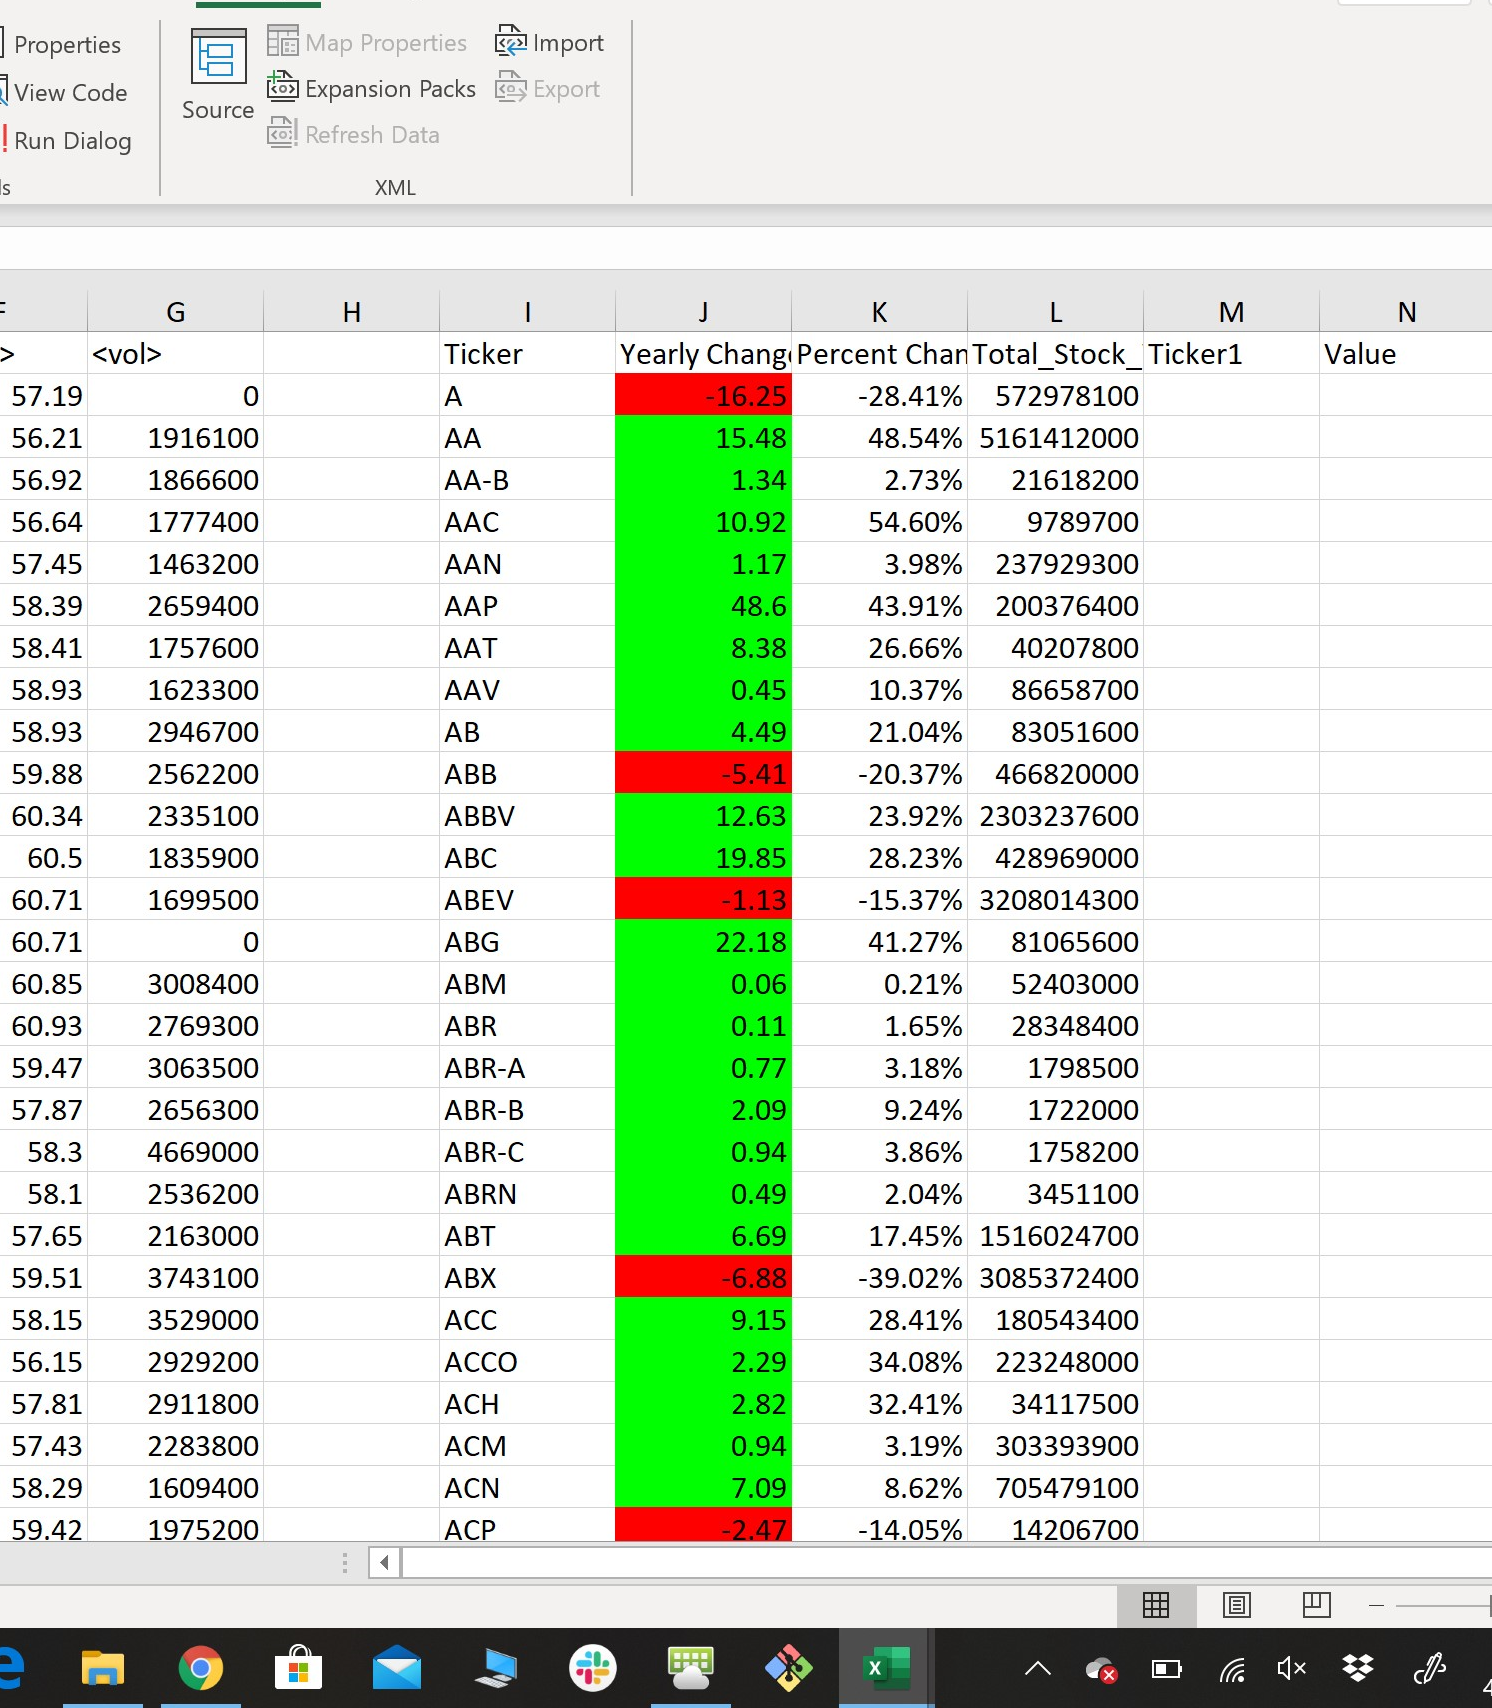 Properties
View Code
Run Dialog
Source
Map Properties
Expansion Packs
Refresh Data
Import
Export
XML
G H I J K L M N
<vol> Ticker Yearly Change Percent Chan Total_Stock_ Ticker1 Value
57.19 0 A -16.25 -28.41% 572978100
56.21 1916100 AA 15.48 48.54% 5161412000
56.92 1866600 AA-B 1.34 2.73% 21618200
56.64 1777400 AAC 10.92 54.60% 9789700
57.45 1463200 AAN 1.17 3.98% 237929300
58.39 2659400 AAP 48.6 43.91% 200376400
58.41 1757600 AAT 8.38 26.66% 40207800
58.93 1623300 AAV 0.45 10.37% 86658700
58.93 2946700 AB 4.49 21.04% 83051600
59.88 2562200 ABB -5.41 -20.37% 466820000
60.34 2335100 ABBV 12.63 23.92% 2303237600
60.5 1835900 ABC 19.85 28.23% 428969000
60.71 1699500 ABEV -1.13 -15.37% 3208014300
60.71 0 ABG 22.18 41.27% 81065600
60.85 3008400 ABM 0.06 0.21% 52403000
60.93 2769300 ABR 0.11 1.65% 28348400
59.47 3063500 ABR-A 0.77 3.18% 1798500
57.87 2656300 ABR-B 2.09 9.24% 1722000
58.3 4669000 ABR-C 0.94 3.86% 1758200
58.1 2536200 ABRN 0.49 2.04% 3451100
57.65 2163000 ABT 6.69 17.45% 1516024700
59.51 3743100 ABX -6.88 -39.02% 3085372400
58.15 3529000 ACC 9.15 28.41% 180543400
56.15 2929200 ACCO 2.29 34.08% 223248000
57.81 2911800 ACH 2.82 32.41% 34117500
57.43 2283800 ACM 0.94 3.19% 303393900
58.29 1609400 ACN 7.09 8.62% 705479100
59.42 1975200 ACP -2.47 -14.05% 14206700